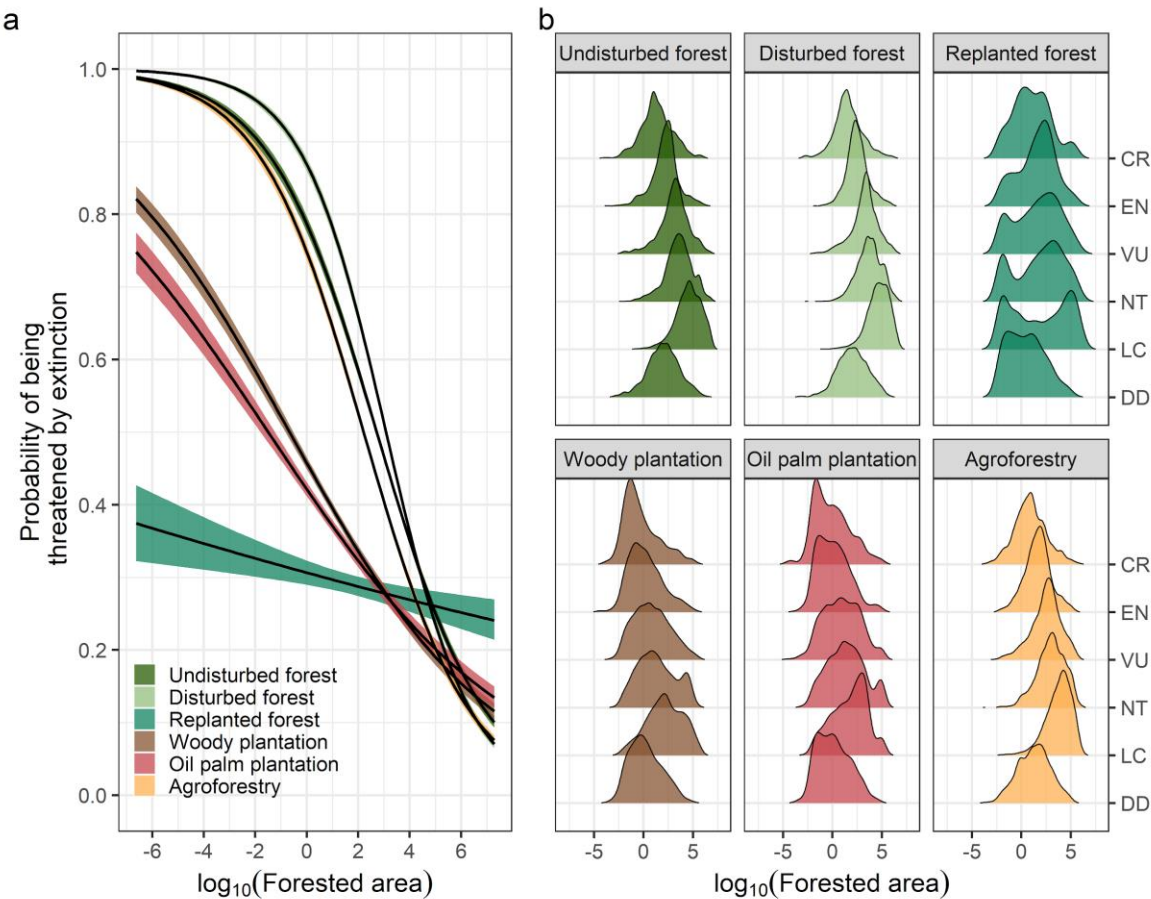 a
Probability of being
threatened by extinction
1.0
0.8
0.6
0.4
0.2
0.0
Undisturbed forest
Disturbed forest
Replanted forest
Woody plantation
Oil palm plantation
Agroforestry
-6 -4 -2 0 2 4 6
log₁₀(Forested area)
b
Undisturbed forest Disturbed forest Replanted forest
CR
EN
VU
NT
LC
DD
Woody plantation Oil palm plantation Agroforestry
CR
EN
VU
NT
LC
DD
-5 0 5 -5 0 5 -5 0 5
log₁₀(Forested area)